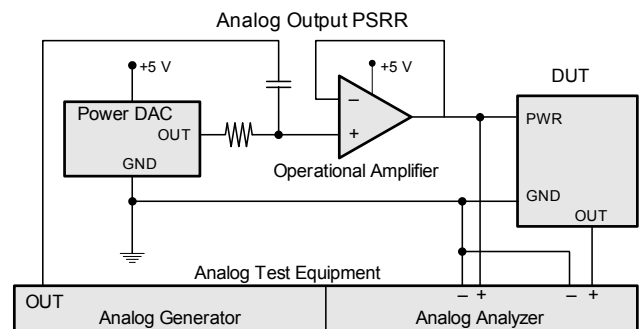 Analog Output PSRR
+5 V
+5 V
DUT
Power DAC
OUT
−
+
PWR
GND
Operational Amplifier
GND
OUT
Analog Test Equipment
OUT
− +
− +
Analog Generator
Analog Analyzer